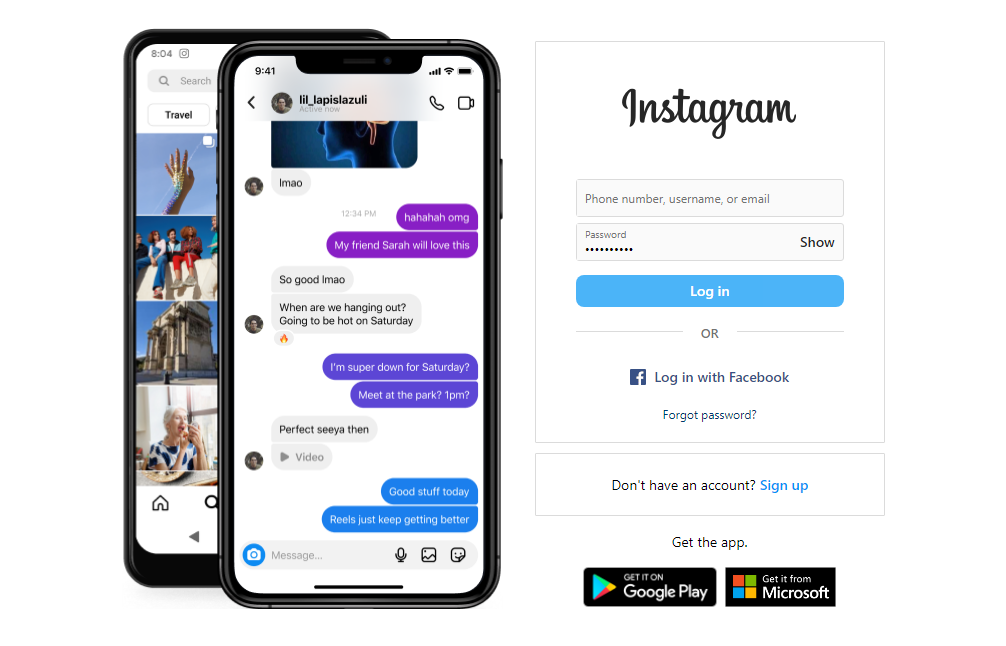 8:04
Search
Travel
9:41
lil_lapislazuli
Active now
lmao
12:34 PM
hahahah omg
My friend Sarah will love this
So good lmao
When are we hanging out?
Going to be hot on Saturday
I'm super down for Saturday?
Meet at the park? 1pm?
Perfect seeya then
Video
Good stuff today
Reels just keep getting better
Message...
Instagram
Phone number, username, or email
Password
••••••••••
Show
Log in
OR
Log in with Facebook
Forgot password?
Don't have an account? Sign up
Get the app.
GET IT ON
Google Play
Get it from
Microsoft